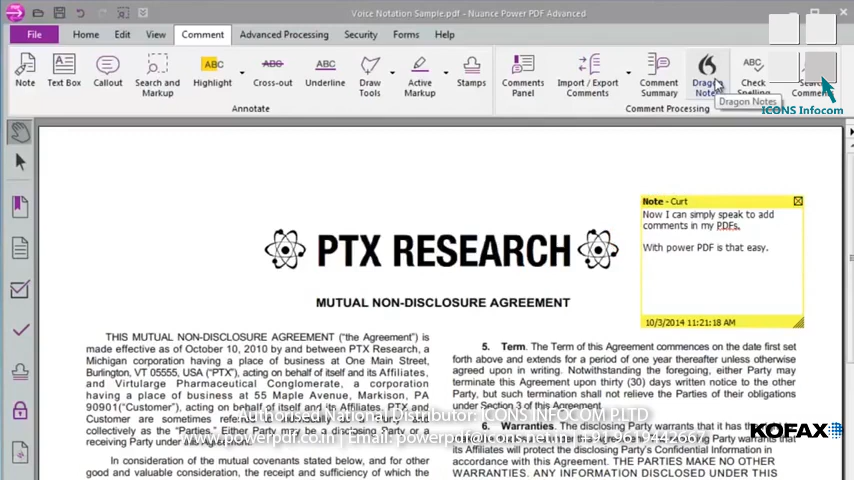 Voice Notation Sample.pdf - Nuance Power PDF Advanced
File Home Edit View Comment Advanced Processing Security Forms Help
Note Text Box Callout Search and Markup Highlight Cross-out Underline Draw Tools Active Markup Stamps Comments Panel Import / Export Comments Comment Summary Dragon Notes Check Spelling
Annotate Comment Processing Dragon Notes
ICONS Infocom
Note - Curt
Now I can simply speak to add
comments in my PDFs.
With power PDF is that easy.
10/3/2014 11:21:18 AM
PTX RESEARCH
MUTUAL NON-DISCLOSURE AGREEMENT
THIS MUTUAL NON-DISCLOSURE AGREEMENT ("the Agreement") is
made effective as of October 10, 2010 by and between PTX Research, a
Michigan corporation having a place of business at One Main Street,
Burlington, VT 05555, USA ("PTX"), acting on behalf of itself and its Affiliates,
and Virtularge Pharmaceutical Conglomerate, a corporation
having a place of business at 55 Maple Avenue, Markison, PA
90901("Customer"), acting on behalf of itself and its Affiliates. PTX and
Customer are sometimes
collectively as the "Parties." Either Party may be a disclosing Party or a
receiving Party under
In consideration of the mutual covenants stated below, and for other
good and valuable consideration, the receipt and sufficiency of which the
5. Term. The Term of this Agreement commences on the date first set
forth above and extends for a period of one year thereafter unless otherwise
agreed upon in writing. Notwithstanding the foregoing, either Party may
terminate this Agreement upon thirty (30) days written notice to the other
Party, but such termination shall not relieve the Parties of their obligations
under Section 3 of this Agreement.
6. Warranties. The disclosing Party warrants that it has the
Party warrants that
its Affiliates will protect the disclosing Party's Confidential Information in
accordance with this Agreement. THE PARTIES MAKE NO OTHER
WARRANTIES. ANY INFORMATION DISCLOSED UNDER THIS
Authorised National Distributor: ICONS INFOCOM P.LTD
www.powerpdf.co.in | Email: powerpdf@icons.net.in
KOFAX